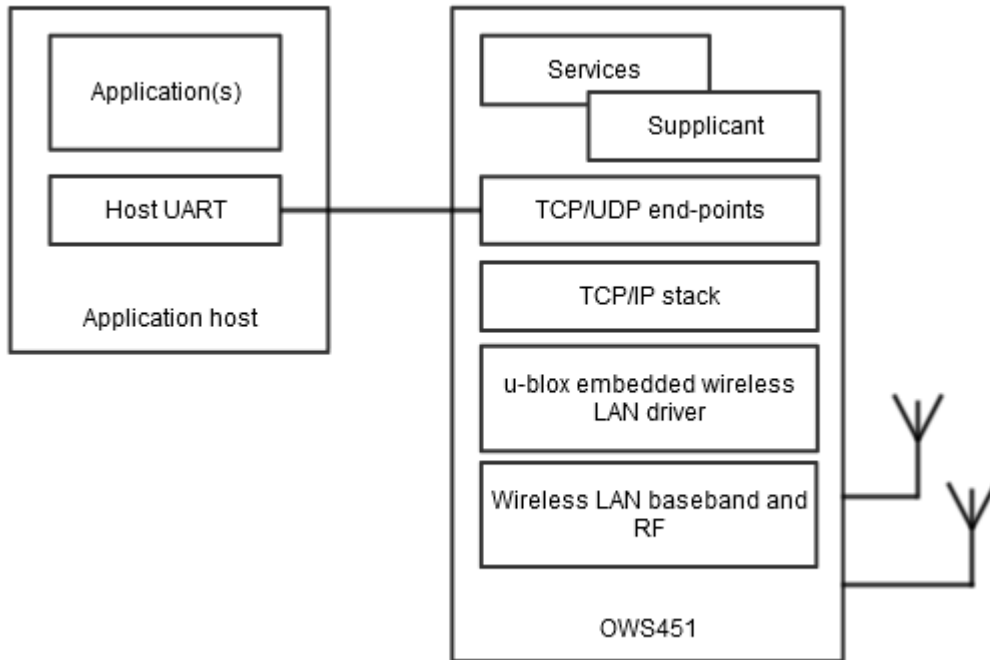 Application(s)
Host UART
Application host
Services
Supplicant
TCP/UDP end-points
TCP/IP stack
u-blox embedded wireless
LAN driver
Wireless LAN baseband and
RF
OWS451